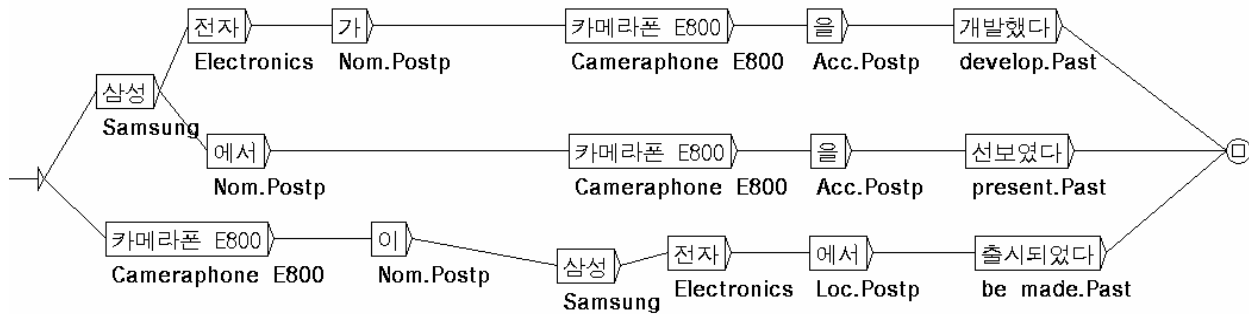 전자 가 카메라폰 E800 을 개발했다
Electronics Nom.Postp Cameraphone E800 Acc.Postp develop.Past
삼성
Samsung
에서 카메라폰 E800 을 선보였다
Nom.Postp Cameraphone E800 Acc.Postp present.Past
카메라폰 E800 이 삼성 전자 에서 출시되었다
Cameraphone E800 Nom.Postp Samsung Electronics Loc.Postp be made.Past